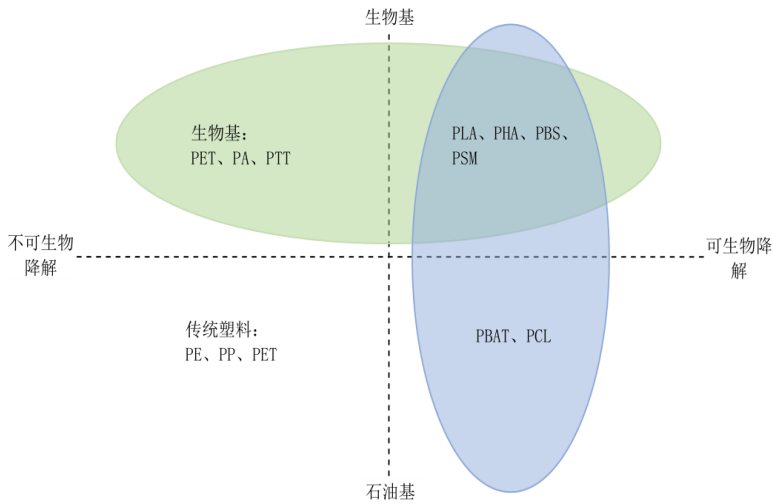 生物基
生物基：
PET、PA、PTT
PLA、PHA、PBS、
PSM
不可生物
降解
可生物降
解
传统塑料：
PE、PP、PET
PBAT、PCL
石油基